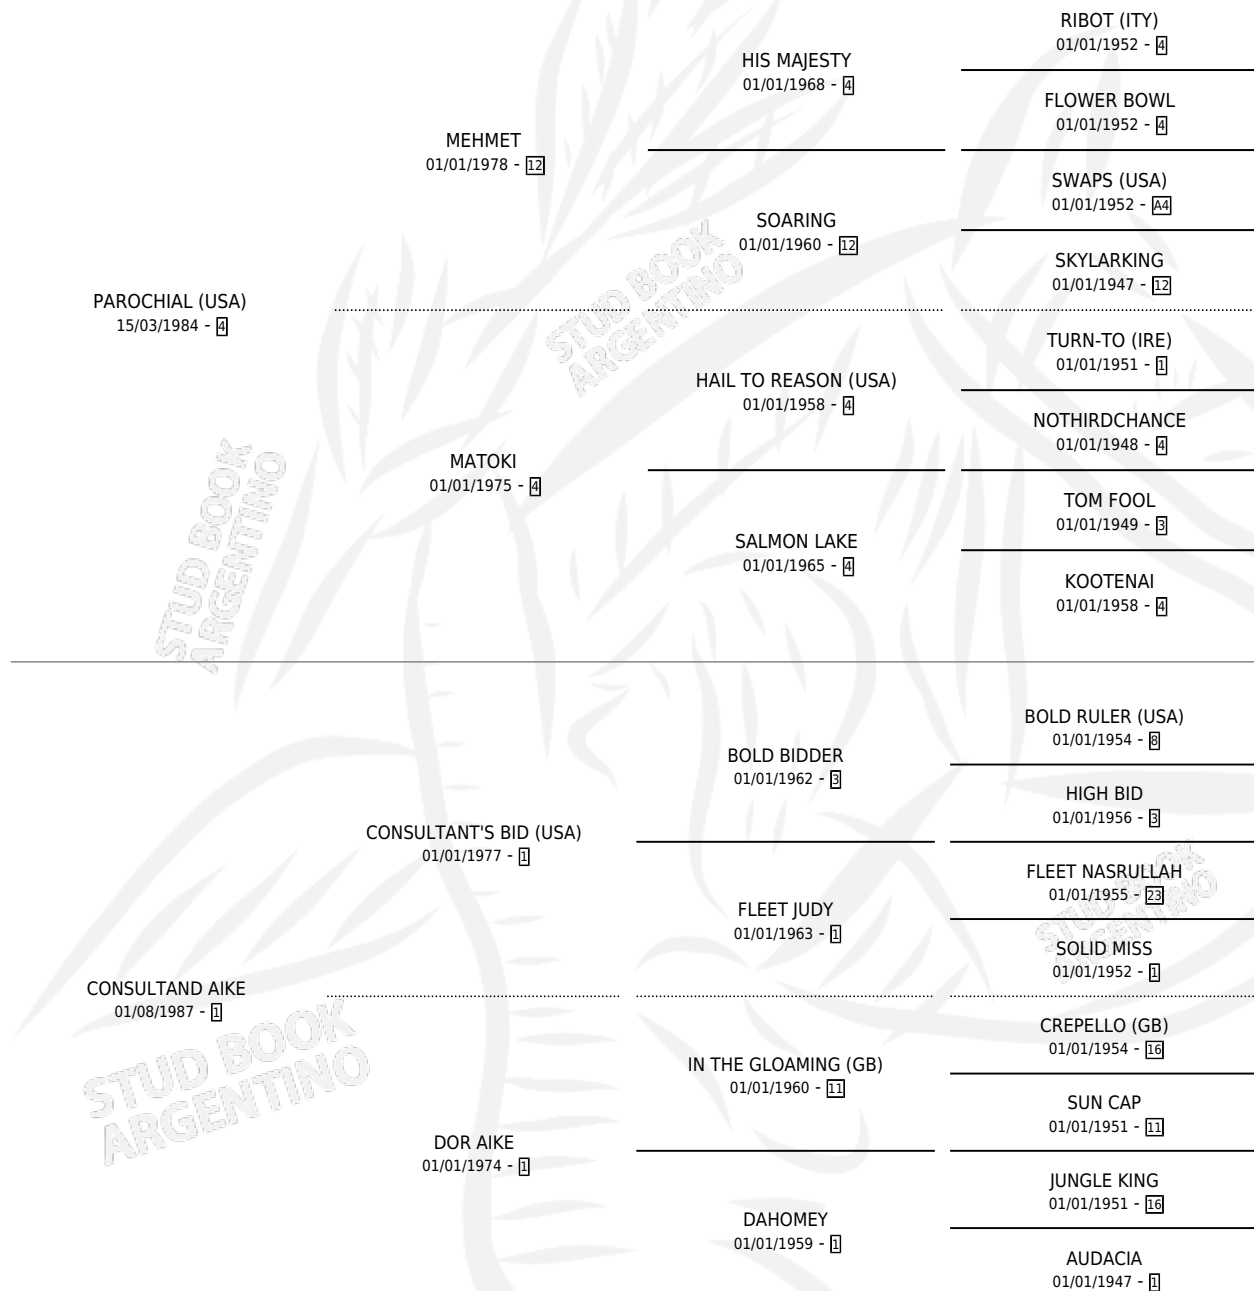 RIBOT (ITY)
01/01/1952 - 4
HIS MAJESTY
01/01/1968 - 4
FLOWER BOWL
01/01/1952 - 4
MEHMET
01/01/1978 - 12
SWAPS (USA)
01/01/1952 - A4
SOARING
01/01/1960 - 12
SKYLARKING
01/01/1947 - 12
PAROCHIAL (USA)
15/03/1984 - 4
TURN-TO (IRE)
01/01/1951 - 1
HAIL TO REASON (USA)
01/01/1958 - 4
NOTHIRDCHANCE
01/01/1948 - 4
MATOKI
01/01/1975 - 4
TOM FOOL
01/01/1949 - 3
SALMON LAKE
01/01/1965 - 4
KOOTENAI
01/01/1958 - 4
STUD BOOK
ARGENTINO
STUD BOOK
ARGENTINO
BOLD RULER (USA)
01/01/1954 - 8
BOLD BIDDER
01/01/1962 - 3
HIGH BID
01/01/1956 - 3
CONSULTANT'S BID (USA)
01/01/1977 - 1
FLEET NASRULLAH
01/01/1955 - 23
FLEET JUDY
01/01/1963 - 1
SOLID MISS
01/01/1952 - 1
STUD BOOK
ARGENTINO
CONSULTAND AIKE
01/08/1987 - 1
CREPELLO (GB)
01/01/1954 - 16
IN THE GLOAMING (GB)
01/01/1960 - 11
SUN CAP
01/01/1951 - 11
DOR AIKE
01/01/1974 - 1
JUNGLE KING
01/01/1951 - 16
DAHOMEY
01/01/1959 - 1
AUDACIA
01/01/1947 - 1
STUD BOOK
ARGENTINO